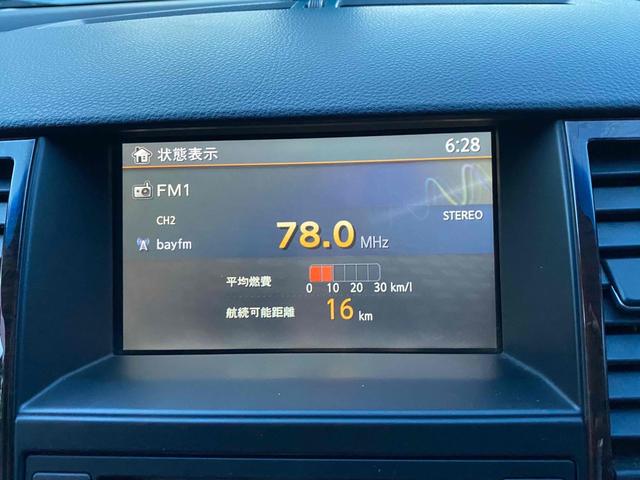 状態表示 6:28
FM1
CH2 STEREO
bayfm 78.0 MHz
平均燃費
0 10 20 30 km/l
航続可能距離 16 km